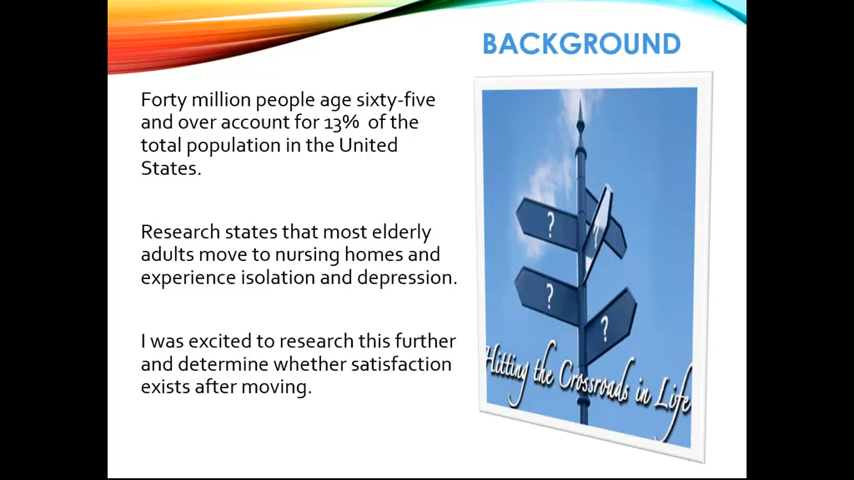 BACKGROUND
Forty million people age sixty-five
and over account for 13% of the
total population in the United
States.
Research states that most elderly
adults move to nursing homes and
experience isolation and depression.
I was excited to research this further
and determine whether satisfaction
exists after moving.
?
?
?
?
Hitting the Crossroads in Life